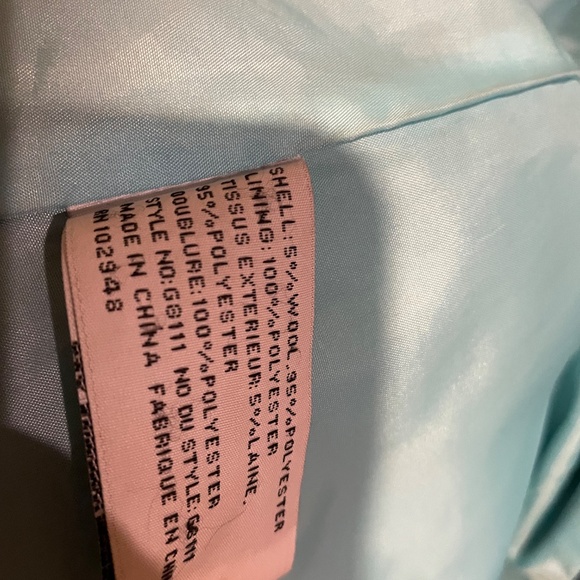 SHELL: 5%WOOL, 95%POLYESTER
LINING: 100%POLYESTER
TISSUS EXTERIEUR: 5%LAINE,
95%POLYESTER
DOUBLURE: 100%POLYESTER
STYLE NO: G6111 NO DU STYLE: G6111
MADE IN CHINA FABRIQUE EN
RN 102948